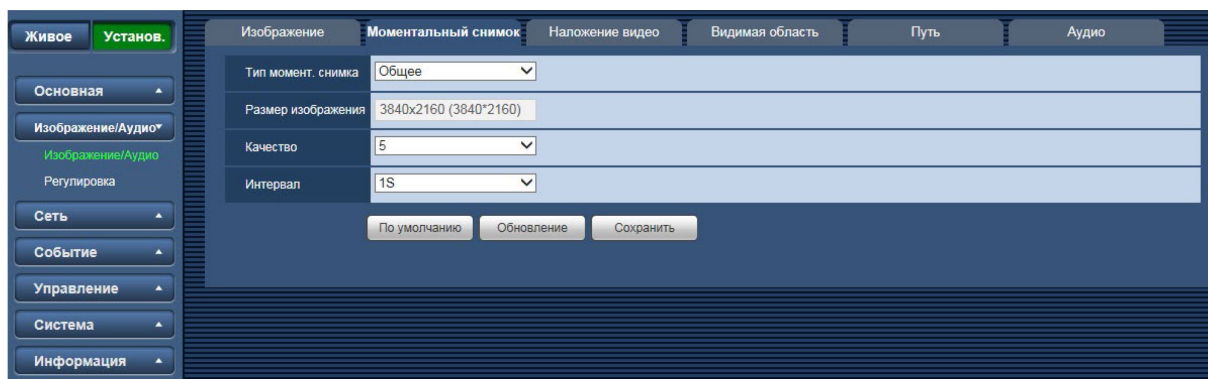 Живое Установ.
Изображение Моментальный снимок Наложение видео Видимая область Путь Аудио
Тип момент. снимка Общее
Основная
Размер изображения 3840x2160 (3840*2160)
Изображение/Аудио
Качество 5
Изображение/Аудио
Регулировка
Интервал 1S
Сеть
По умолчанию Обновление Сохранить
Событие
Управление
Система
Информация